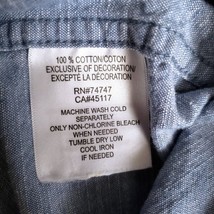 100 % COTTON/COTON
EXCLUSIVE OF DECORATION/
EXCEPTÉ LA DÉCORATION
RN#74747
CA#45117
MACHINE WASH COLD
SEPARATELY
ONLY NON-CHLORINE BLEACH
WHEN NEEDED
TUMBLE DRY LOW
COOL IRON
IF NEEDED